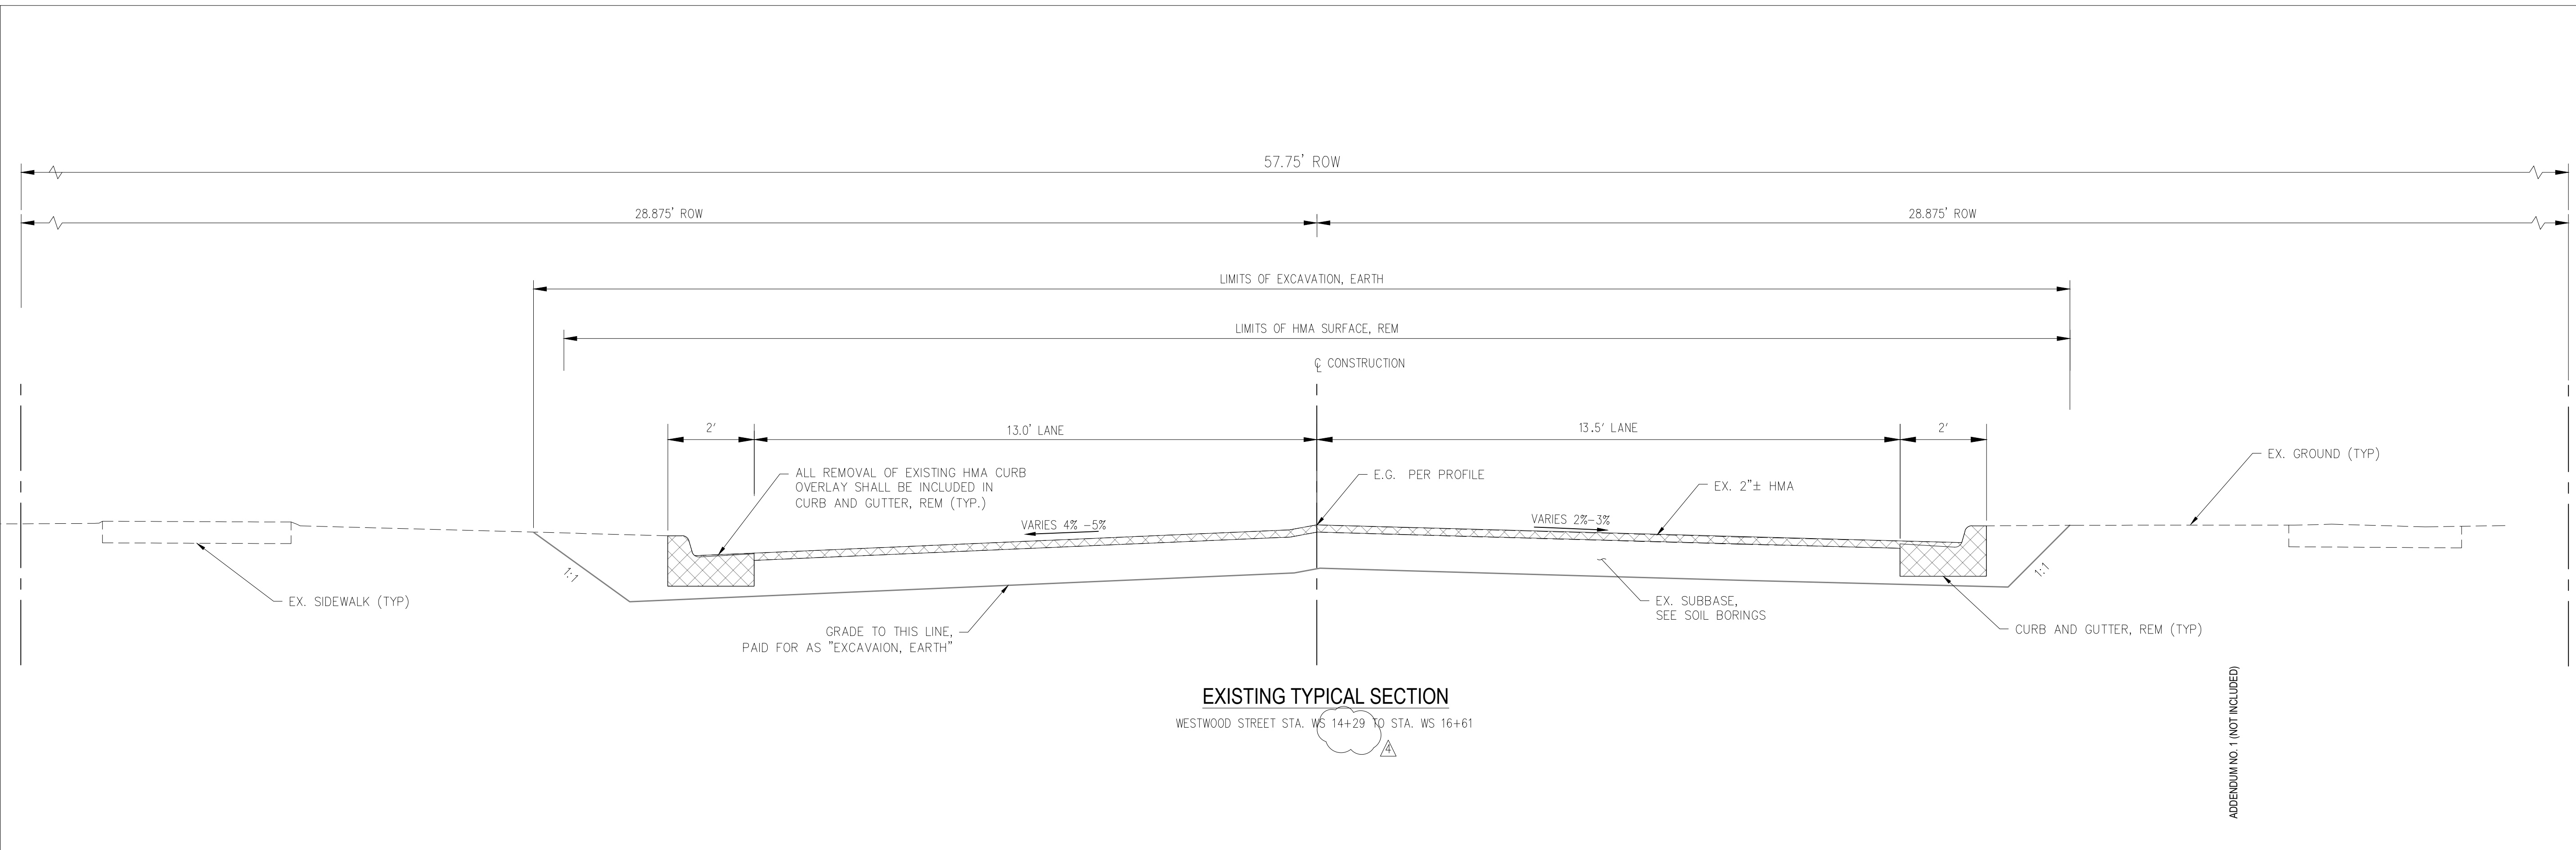 57.75' ROW
28.875' ROW
28.875' ROW
LIMITS OF EXCAVATION, EARTH
LIMITS OF HMA SURFACE, REM
℄ CONSTRUCTION
2'
13.0' LANE
13.5' LANE
2'
ALL REMOVAL OF EXISTING HMA CURB
OVERLAY SHALL BE INCLUDED IN
CURB AND GUTTER, REM (TYP.)
E.G. PER PROFILE
EX. 2"± HMA
EX. GROUND (TYP)
VARIES 4% -5%
VARIES 2%-3%
1:1
1:1
EX. SIDEWALK (TYP)
EX. SUBBASE,
SEE SOIL BORINGS
CURB AND GUTTER, REM (TYP)
GRADE TO THIS LINE,
PAID FOR AS "EXCAVAION, EARTH"
EXISTING TYPICAL SECTION
WESTWOOD STREET STA. WS 14+29 TO STA. WS 16+61
4
ADDENDUM NO. 1 (NOT INCLUDED)